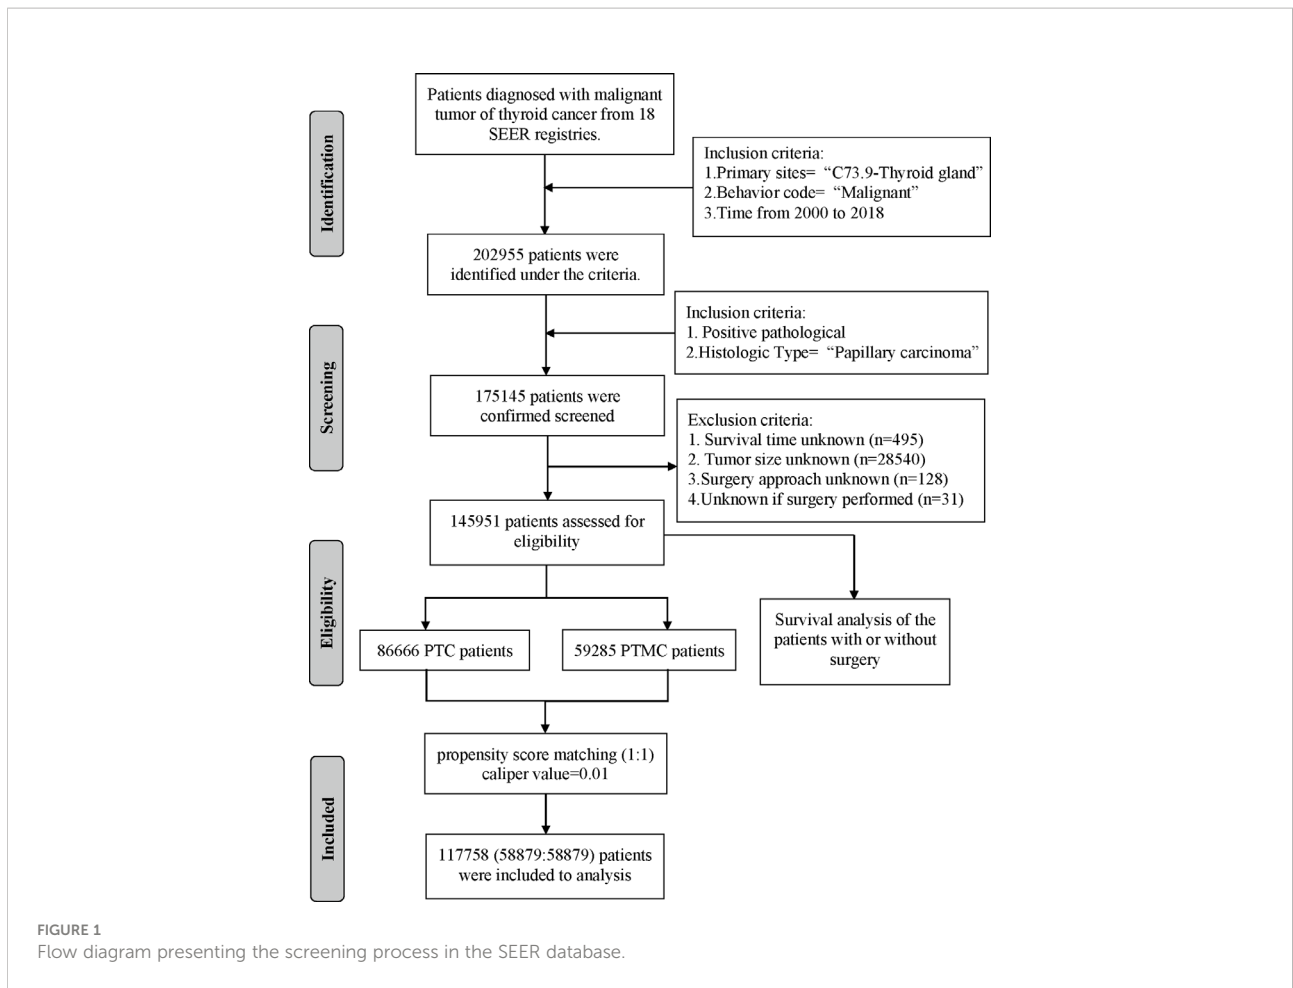 Patients diagnosed with malignant
tumor of thyroid cancer from 18
SEER registries.
Identification
Inclusion criteria:
1.Primary sites= “C73.9-Thyroid gland”
2.Behavior code= “Malignant”
3.Time from 2000 to 2018
202955 patients were
identified under the criteria.
Inclusion criteria:
1. Positive pathological
2.Histologic Type= “Papillary carcinoma”
Screening
175145 patients were
confirmed screened
Exclusion criteria:
1. Survival time unknown (n=495)
2. Tumor size unknown (n=28540)
3.Surgery approach unknown (n=128)
4.Unknown if surgery performed (n=31)
145951 patients assessed for
eligibility
Eligibility
86666 PTC patients
59285 PTMC patients
Survival analysis of the
patients with or without
surgery
propensity score matching (1:1)
caliper value=0.01
Included
117758 (58879:58879) patients
were included to analysis
FIGURE 1
Flow diagram presenting the screening process in the SEER database.